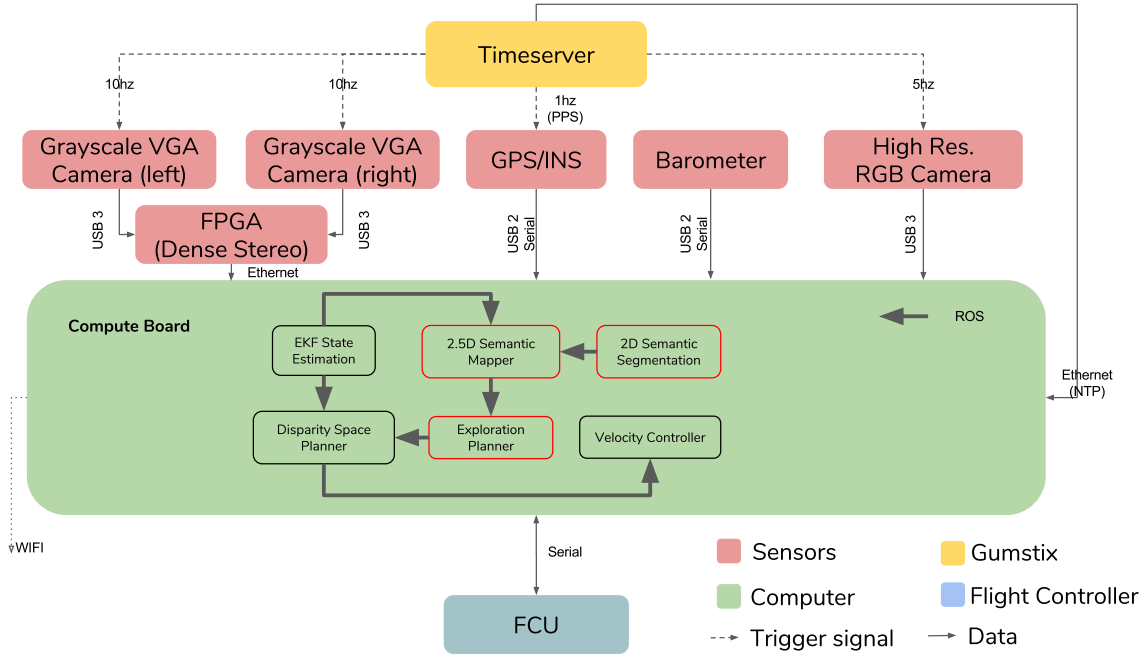 Timeserver
10hz
10hz
1hz
(PPS)
5hz
Grayscale VGA
Camera (left)
Grayscale VGA
Camera (right)
GPS/INS
Barometer
High Res.
RGB Camera
USB 3
FPGA
(Dense Stereo)
USB 3
USB 2
Serial
USB 2
Serial
USB 3
Ethernet
Compute Board
ROS
EKF State
Estimation
2.5D Semantic
Mapper
2D Semantic
Segmentation
Ethernet
(NTP)
Disparity Space
Planner
Exploration
Planner
Velocity Controller
WIFI
Serial
FCU
Sensors
Gumstix
Computer
Flight Controller
Trigger signal
Data